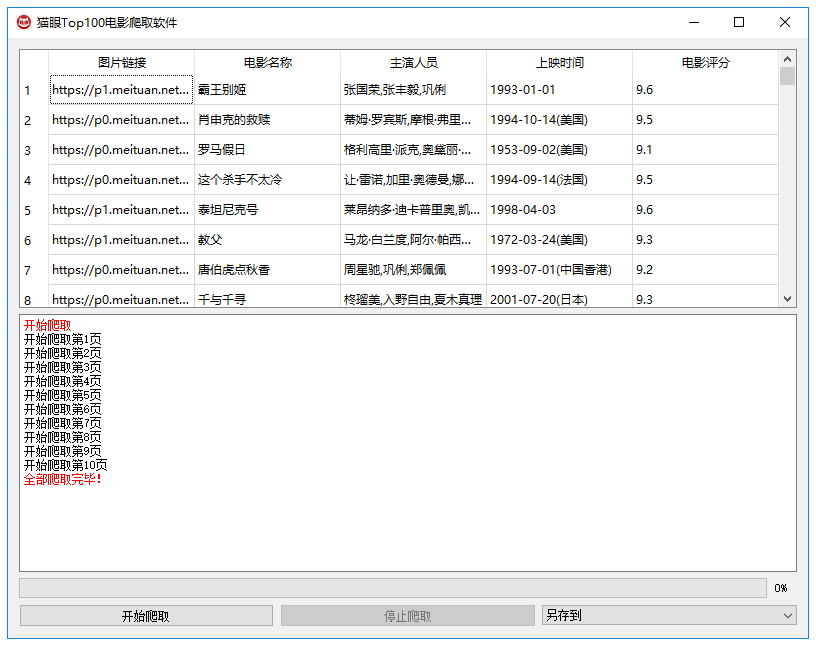 猫眼Top100电影爬取软件
图片链接 电影名称 主演人员 上映时间 电影评分
1 https://p1.meituan.net... 霸王别姬 张国荣,张丰毅,巩俐 1993-01-01 9.6
2 https://p0.meituan.net... 肖申克的救赎 蒂姆·罗宾斯,摩根·弗里... 1994-10-14(美国) 9.5
3 https://p0.meituan.net... 罗马假日 格利高里·派克,奥黛丽·... 1953-09-02(美国) 9.1
4 https://p0.meituan.net... 这个杀手不太冷 让·雷诺,加里·奥德曼,娜... 1994-09-14(法国) 9.5
5 https://p1.meituan.net... 泰坦尼克号 莱昂纳多·迪卡普里奥,凯... 1998-04-03 9.6
6 https://p1.meituan.net... 教父 马龙·白兰度,阿尔·帕西... 1972-03-24(美国) 9.3
7 https://p0.meituan.net... 唐伯虎点秋香 周星驰,巩俐,郑佩佩 1993-07-01(中国香港) 9.2
8 https://p0.meituan.net... 千与千寻 柊瑠美,入野自由,夏木真理 2001-07-20(日本) 9.3
开始爬取
开始爬取第1页
开始爬取第2页
开始爬取第3页
开始爬取第4页
开始爬取第5页
开始爬取第6页
开始爬取第7页
开始爬取第8页
开始爬取第9页
开始爬取第10页
全部爬取完毕!
0%
开始爬取 停止爬取 另存到